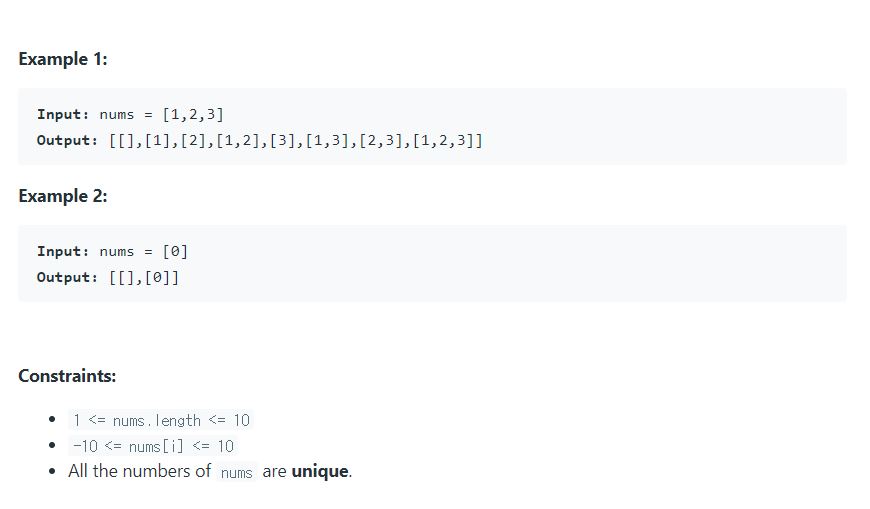 Example 1:
Input: nums = [1,2,3]
Output: [[],[1],[2],[1,2],[3],[1,3],[2,3],[1,2,3]]
Example 2:
Input: nums = [0]
Output: [[],[0]]
Constraints:
• 1 <= nums.length <= 10
• -10 <= nums[i] <= 10
• All the numbers of nums are unique.